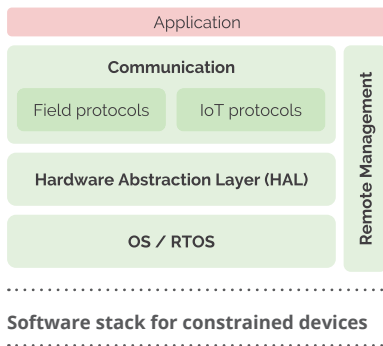 Application
Communication
Field protocols
IoT protocols
Hardware Abstraction Layer (HAL)
OS / RTOS
Remote Management
Software stack for constrained devices